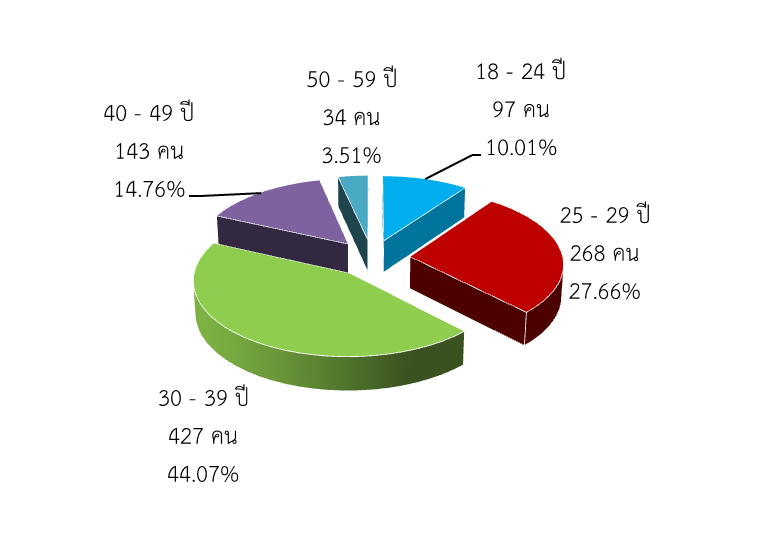 50 - 59 ปี
34 คน
3.51%
18 - 24 ปี
97 คน
10.01%
40 - 49 ปี
143 คน
14.76%
25 - 29 ปี
268 คน
27.66%
30 - 39 ปี
427 คน
44.07%